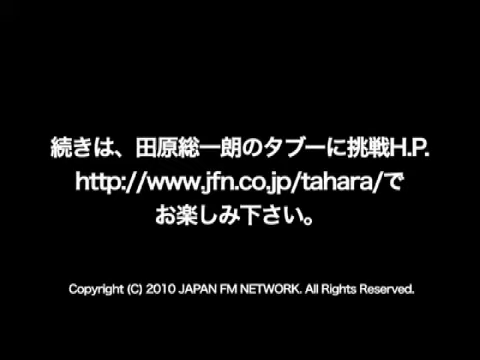 続きは、田原総一朗のタブーに挑戦H.P.
http://www.jfn.co.jp/tahara/で
お楽しみ下さい。
Copyright (C) 2010 JAPAN FM NETWORK. All Rights Reserved.